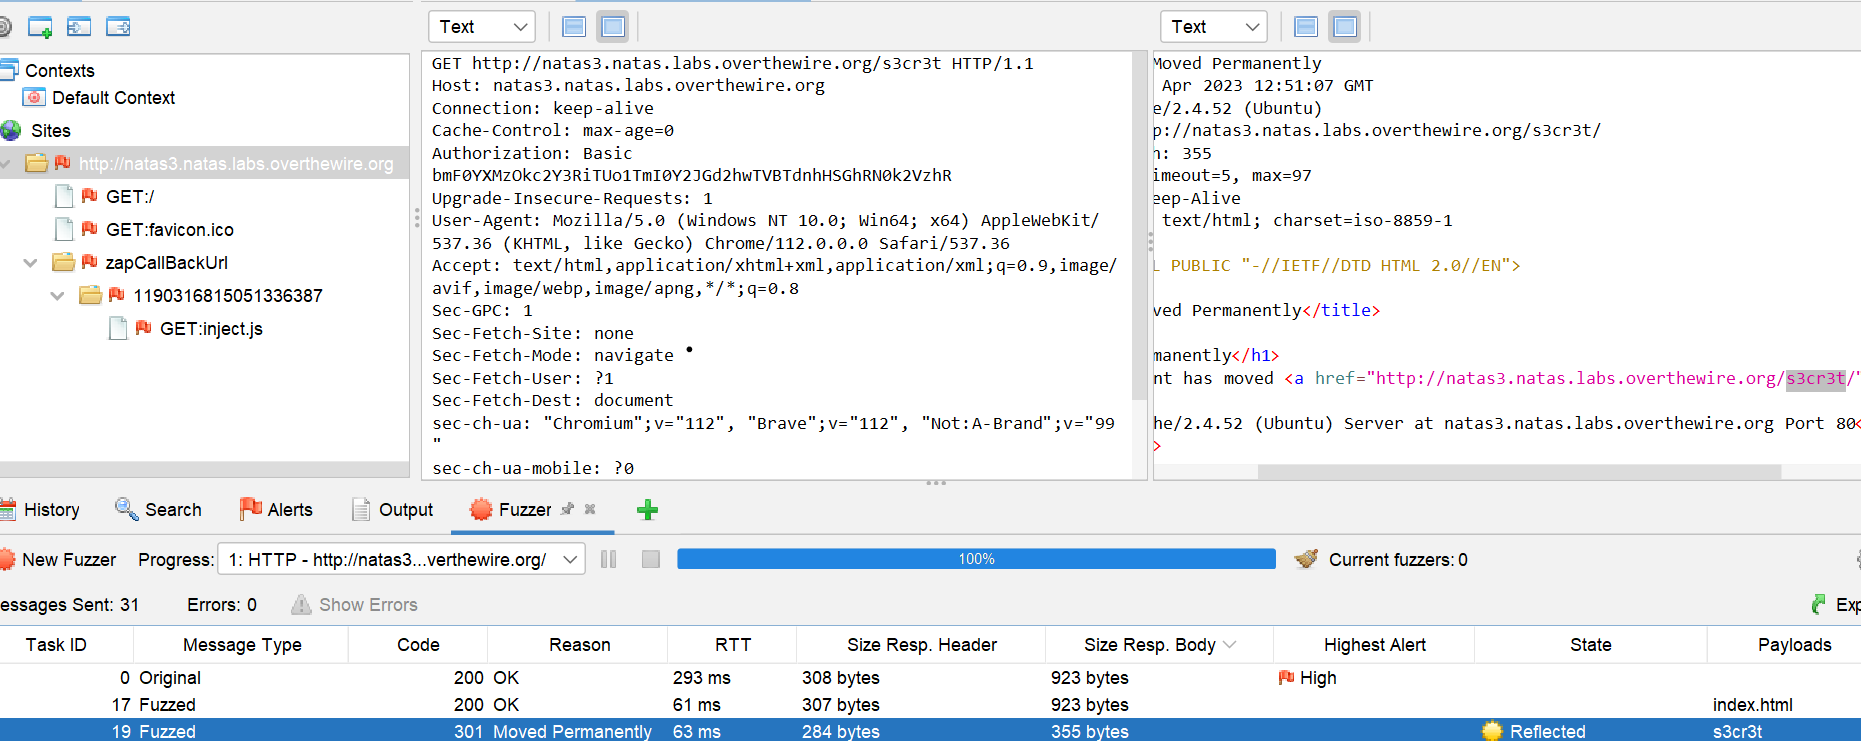 Text
Text
Contexts
Default Context
Sites
http://natas3.natas.labs.overthewire.org
GET:/
GET:favicon.ico
zapCallBackUrl
1190316815051336387
GET:inject.js
GET http://natas3.natas.labs.overthewire.org/s3cr3t HTTP/1.1
Host: natas3.natas.labs.overthewire.org
Connection: keep-alive
Cache-Control: max-age=0
Authorization: Basic
bmF0YXMzOkc2Y3RiTUo1TmI0Y2JGd2hwTVBTdnhHSGhRN0k2VzhR
Upgrade-Insecure-Requests: 1
User-Agent: Mozilla/5.0 (Windows NT 10.0; Win64; x64) AppleWebKit/
537.36 (KHTML, like Gecko) Chrome/112.0.0.0 Safari/537.36
Accept: text/html,application/xhtml+xml,application/xml;q=0.9,image/
avif,image/webp,image/apng,*/*;q=0.8
Sec-GPC: 1
Sec-Fetch-Site: none
Sec-Fetch-Mode: navigate
Sec-Fetch-User: ?1
Sec-Fetch-Dest: document
sec-ch-ua: "Chromium";v="112", "Brave";v="112", "Not:A-Brand";v="99
"
sec-ch-ua-mobile: ?0
Moved Permanently
Apr 2023 12:51:07 GMT
he/2.4.52 (Ubuntu)
p://natas3.natas.labs.overthewire.org/s3cr3t/
h: 355
imeout=5, max=97
eep-Alive
text/html; charset=iso-8859-1
L PUBLIC "-//IETF//DTD HTML 2.0//EN">
ved Permanently</title>
manently</h1>
nt has moved <a href="http://natas3.natas.labs.overthewire.org/s3cr3t/"
he/2.4.52 (Ubuntu) Server at natas3.natas.labs.overthewire.org Port 80<
>
History Search Alerts Output Fuzzer
New Fuzzer Progress: 1: HTTP - http://natas3...verthewire.org/ 100% Current fuzzers: 0
essages Sent: 31 Errors: 0 Show Errors Exp
Task ID Message Type Code Reason RTT Size Resp. Header Size Resp. Body Highest Alert State Payloads
0 Original 200 OK 293 ms 308 bytes 923 bytes High
17 Fuzzed 200 OK 61 ms 307 bytes 923 bytes index.html
19 Fuzzed 301 Moved Permanently 63 ms 284 bytes 355 bytes Reflected s3cr3t